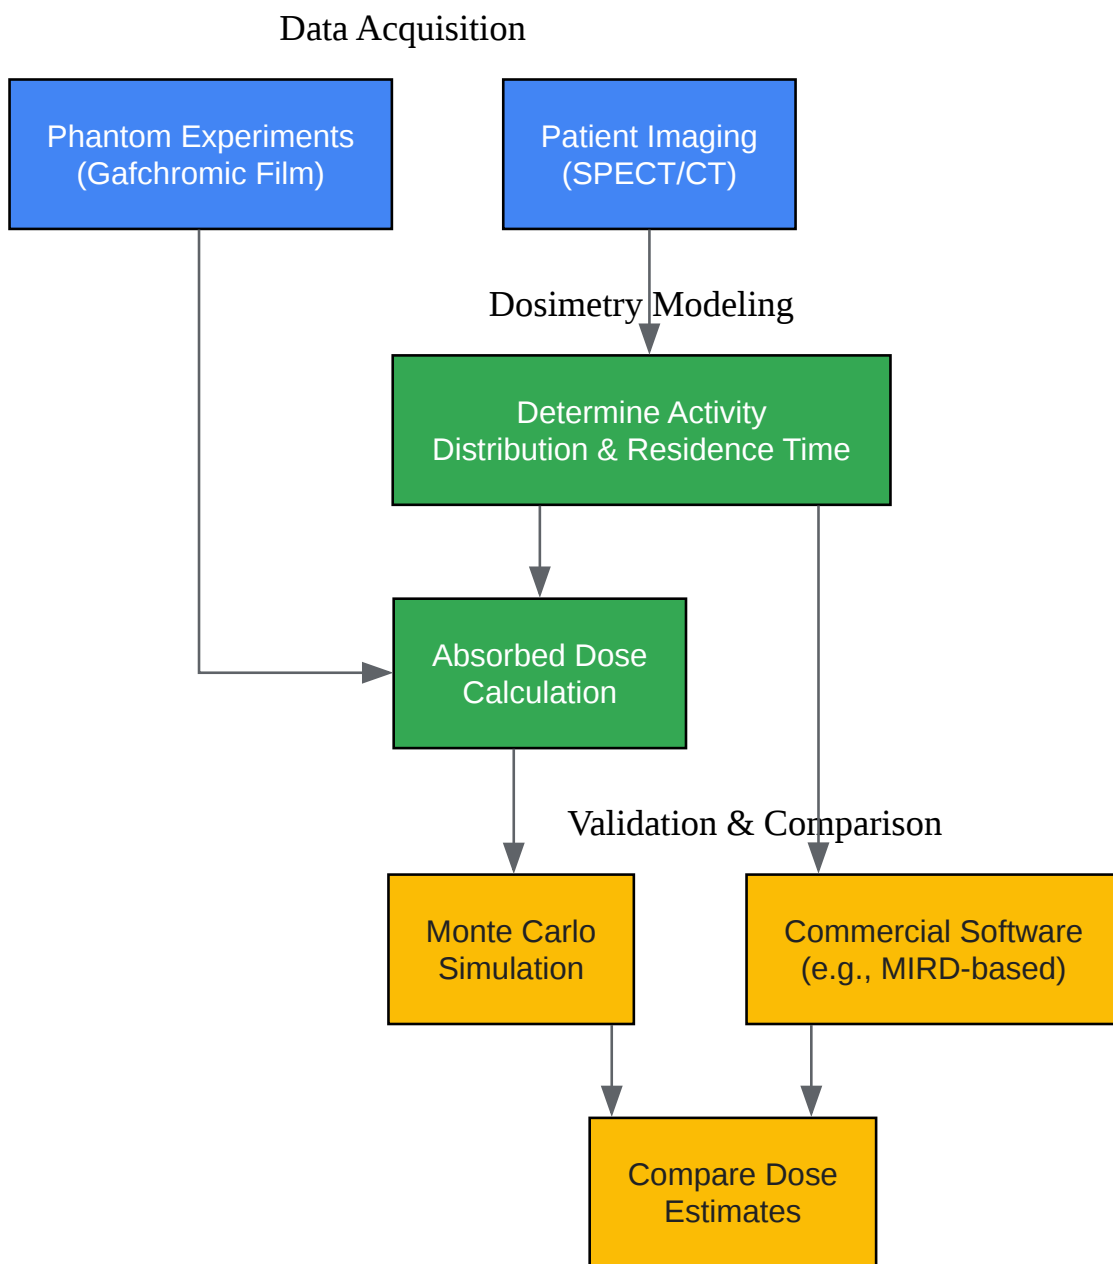 Data Acquisition
Phantom Experiments
(Gafchromic Film)
Patient Imaging
(SPECT/CT)
Dosimetry Modeling
Determine Activity
Distribution & Residence Time
Absorbed Dose
Calculation
Validation & Comparison
Monte Carlo
Simulation
Commercial Software
(e.g., MIRD-based)
Compare Dose
Estimates